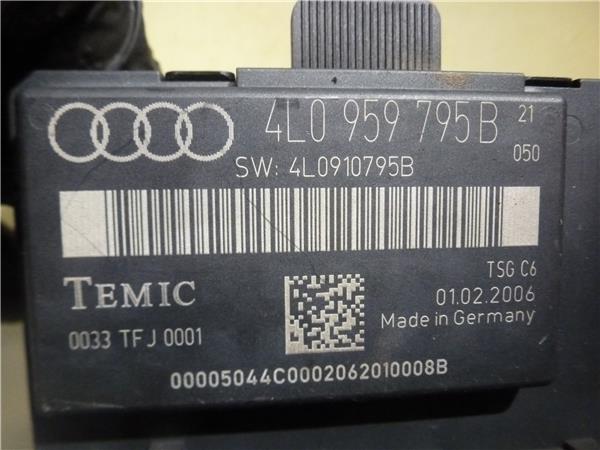 4L0 959 795 B 21
050
SW: 4L0910795B
TSG C6
TEMIC
01.02.2006
0033 TFJ 0001
Made in Germany
00005044C0002062010008B